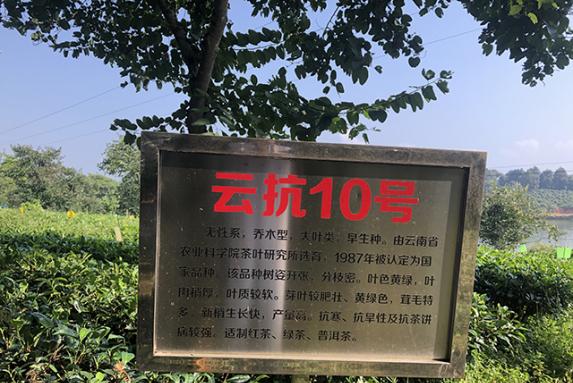 云抗10号
无性系，乔木型，大叶类，早生种。由云南省
农业科学院茶叶研究所选育，1987年被认定为国
家品种。该品种树姿开张，分枝密。叶色黄绿，叶
肉稍厚，叶质较软。芽叶较肥壮、黄绿色，茸毛特
多。新梢生长快，产量高。抗寒、抗旱性及抗茶饼
病较强。适制红茶、绿茶、普洱茶。